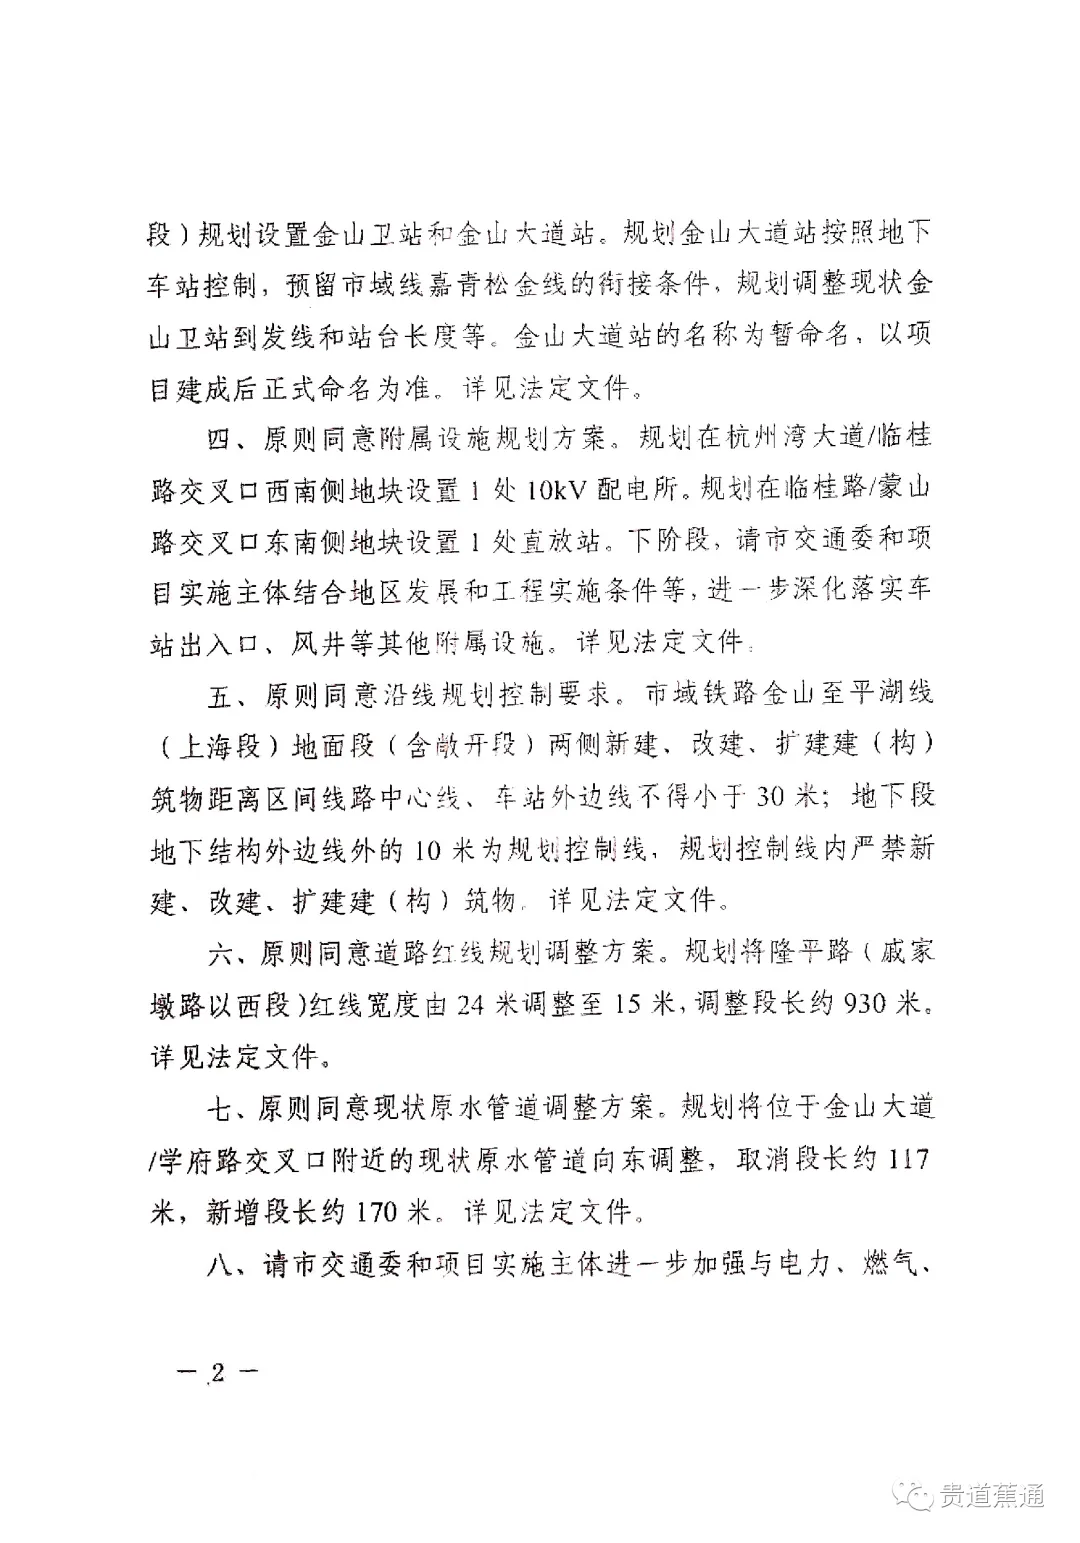 段）规划设置金山卫站和金山大道站。规划金山大道站按照地下
车站控制，预留市域线嘉青松金线的衔接条件，规划调整现状金
山卫站到发线和站台长度等。金山大道站的名称为暂命名，以项
目建成后正式命名为准。详见法定文件。
四、原则同意附属设施规划方案。规划在杭州湾大道/临桂
路交叉口西南侧地块设置1处10kV配电所。规划在临桂路/蒙山
路交叉口东南侧地块设置1处直放站。下阶段，请市交通委和项
目实施主体结合地区发展和工程实施条件等，进一步深化落实车
站出入口、风井等其他附属设施。详见法定文件。
五、原则同意沿线规划控制要求。市域铁路金山至平湖线
（上海段）地面段（含敞开段）两侧新建、改建、扩建建（构）
筑物距离区间线路中心线、车站外边线不得小于30米；地下段
地下结构外边线外的10米为规划控制线，规划控制线内严禁新
建、改建、扩建建（构）筑物。详见法定文件。
六、原则同意道路红线规划调整方案。规划将隆平路（戚家
墩路以西段）红线宽度由24米调整至15米，调整段长约930米。
详见法定文件。
七、原则同意现状原水管道调整方案。规划将位于金山大道
/学府路交叉口附近的现状原水管道向东调整，取消段长约117
米，新增段长约170米。详见法定文件。
八、请市交通委和项目实施主体进一步加强与电力、燃气、
— 2 —
贵道蕉通